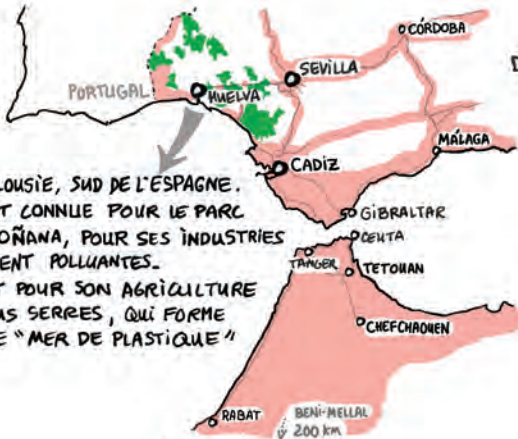 CÓRDOBA
SEVILLA
PORTUGAL
HUELVA
MÁLAGA
CADIZ
LOUSIE, SUD DE L'ESPAGNE.
T CONNUE POUR LE PARC
OÑANA, POUR SES INDUSTRIES
ENT POLLUANTES.
T POUR SON AGRICULTURE
US SERRES, QUI FORME
E "MER DE PLASTIQUE"
GIBRALTAR
CEUTA
TANGER
TETOUAN
CHEFCHAOUEN
RABAT
BENI-MELLAL
200 km